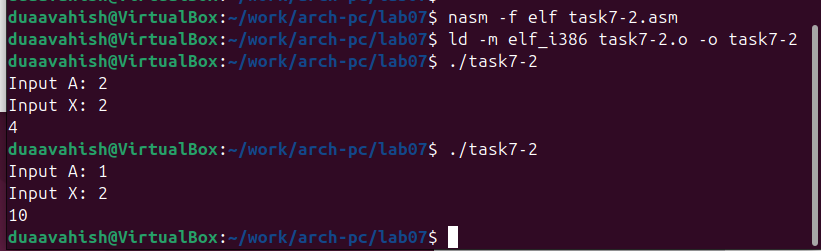 duaavahish@VirtualBox:~/work/arch-pc/lab07$ nasm -f elf task7-2.asm
duaavahish@VirtualBox:~/work/arch-pc/lab07$ ld -m elf_i386 task7-2.o -o task7-2
duaavahish@VirtualBox:~/work/arch-pc/lab07$ ./task7-2
Input A: 2
Input X: 2
4
duaavahish@VirtualBox:~/work/arch-pc/lab07$ ./task7-2
Input A: 1
Input X: 2
10
duaavahish@VirtualBox:~/work/arch-pc/lab07$